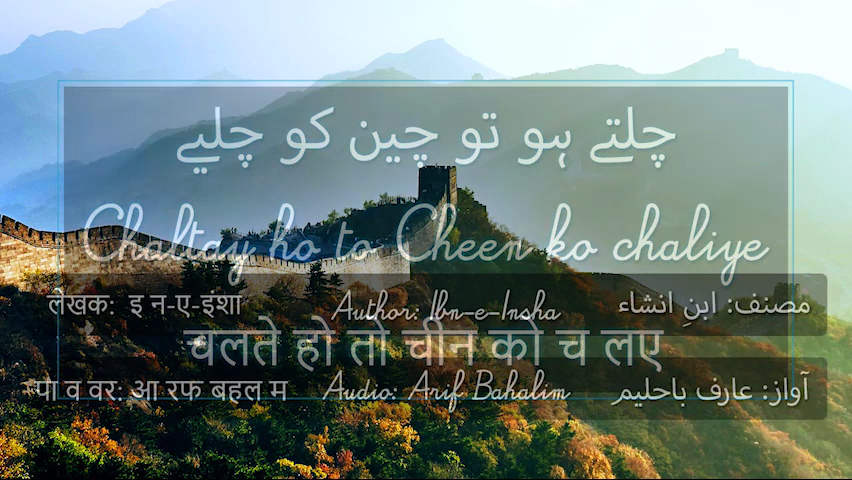 چلتے ہو تو چین کو چلیے
Chaltay ho to Cheen ko chaliye
लेखक: इ न-ए-इंशा Author: Ibn-e-Insha مصنف: ابنِ انشاء
चलते हो तो चीन को च लए
पा व वर: आ रफ बहल म Audio: Arif Bahalim آواز: عارف باحلیم